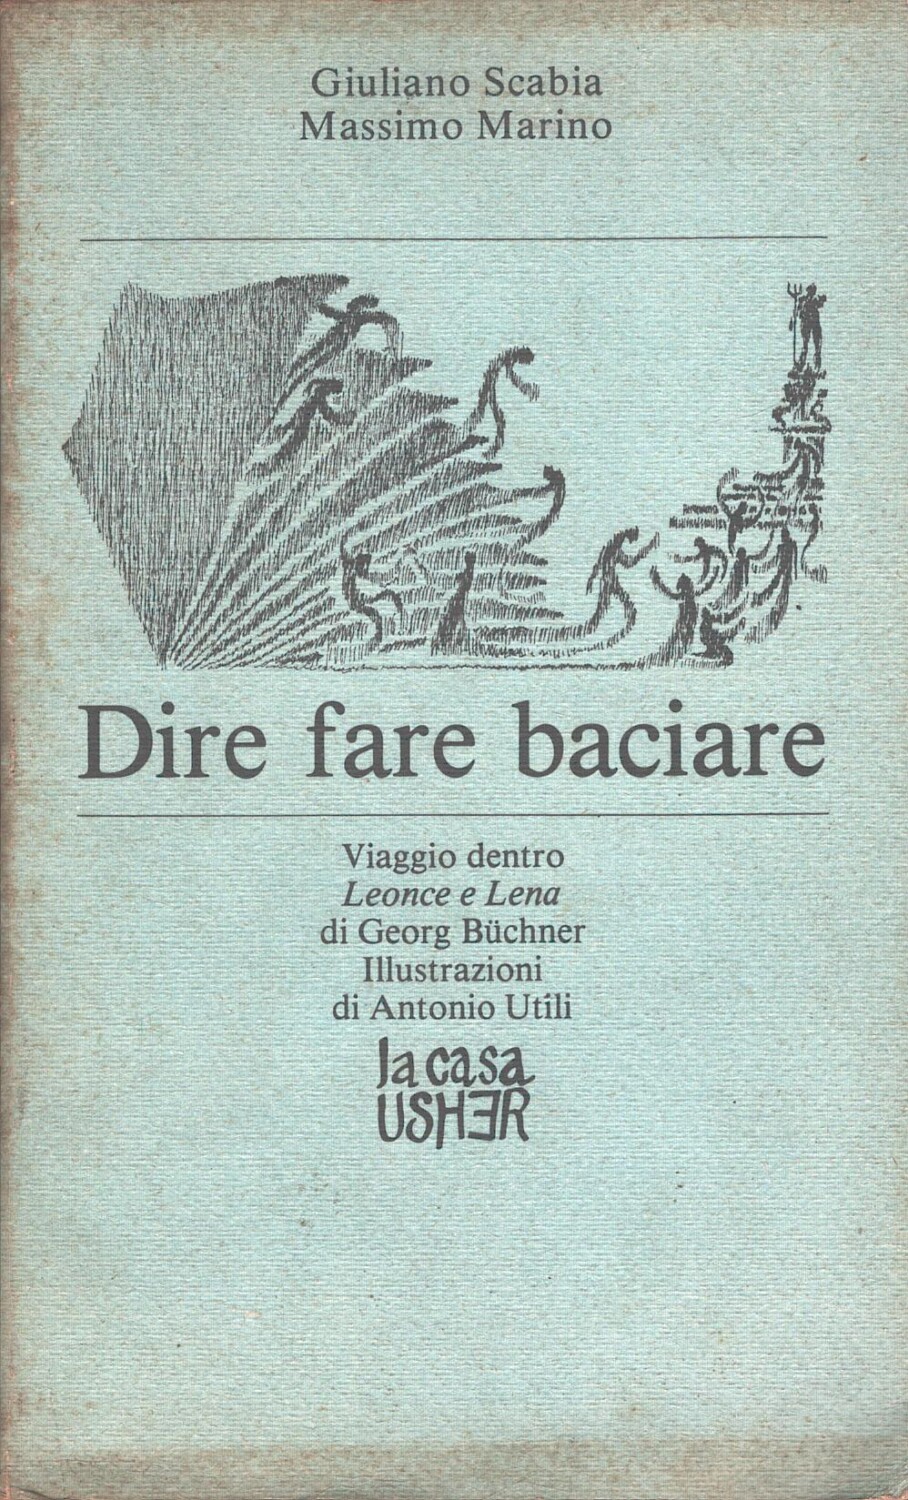 Giuliano Scabia
Massimo Marino
Dire fare baciare
Viaggio dentro
Leonce e Lena
di Georg Büchner
Illustrazioni
di Antonio Utili
la casa
USHER